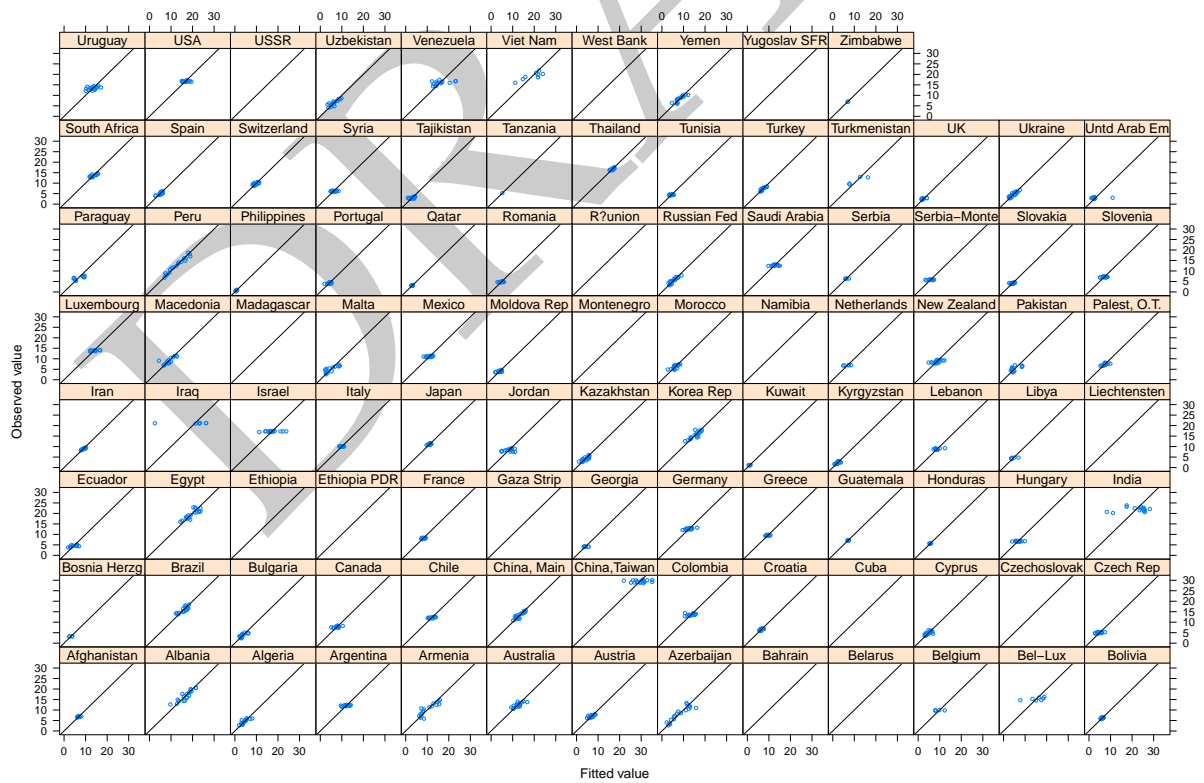 0 10 20 30 0 10 20 30 0 10 20 30 0 10 20 30 0 10 20 30
Uruguay USA USSR Uzbekistan Venezuela Viet Nam West Bank Yemen Yugoslav SFR Zimbabwe
0 5 10 15 20 30
South Africa Spain Switzerland Syria Tajikistan Tanzania Thailand Tunisia Turkey Turkmenistan UK Ukraine Untd Arab Em
0 5 10 15 20 30
Paraguay Peru Philippines Portugal Qatar Romania R?union Russian Fed Saudi Arabia Serbia Serbia−Monte Slovakia Slovenia
0 5 10 15 20 30
Luxembourg Macedonia Madagascar Malta Mexico Moldova Rep Montenegro Morocco Namibia Netherlands New Zealand Pakistan Palest, O.T.
0 5 10 15 20 30
Iran Iraq Israel Italy Japan Jordan Kazakhstan Korea Rep Kuwait Kyrgyzstan Lebanon Libya Liechtensten
0 5 10 15 20 30
Ecuador Egypt Ethiopia Ethiopia PDR France Gaza Strip Georgia Germany Greece Guatemala Honduras Hungary India
0 5 10 15 20 30
Bosnia Herzg Brazil Bulgaria Canada Chile China, Main China,Taiwan Colombia Croatia Cuba Cyprus Czechoslovak Czech Rep
0 5 10 15 20 30
Afghanistan Albania Algeria Argentina Armenia Australia Austria Azerbaijan Bahrain Belarus Belgium Bel−Lux Bolivia
0 5 10 15 20 30
0 10 20 30 0 10 20 30 0 10 20 30 0 10 20 30 0 10 20 30 0 10 20 30 0 10 20 30
Fitted value
Observed value